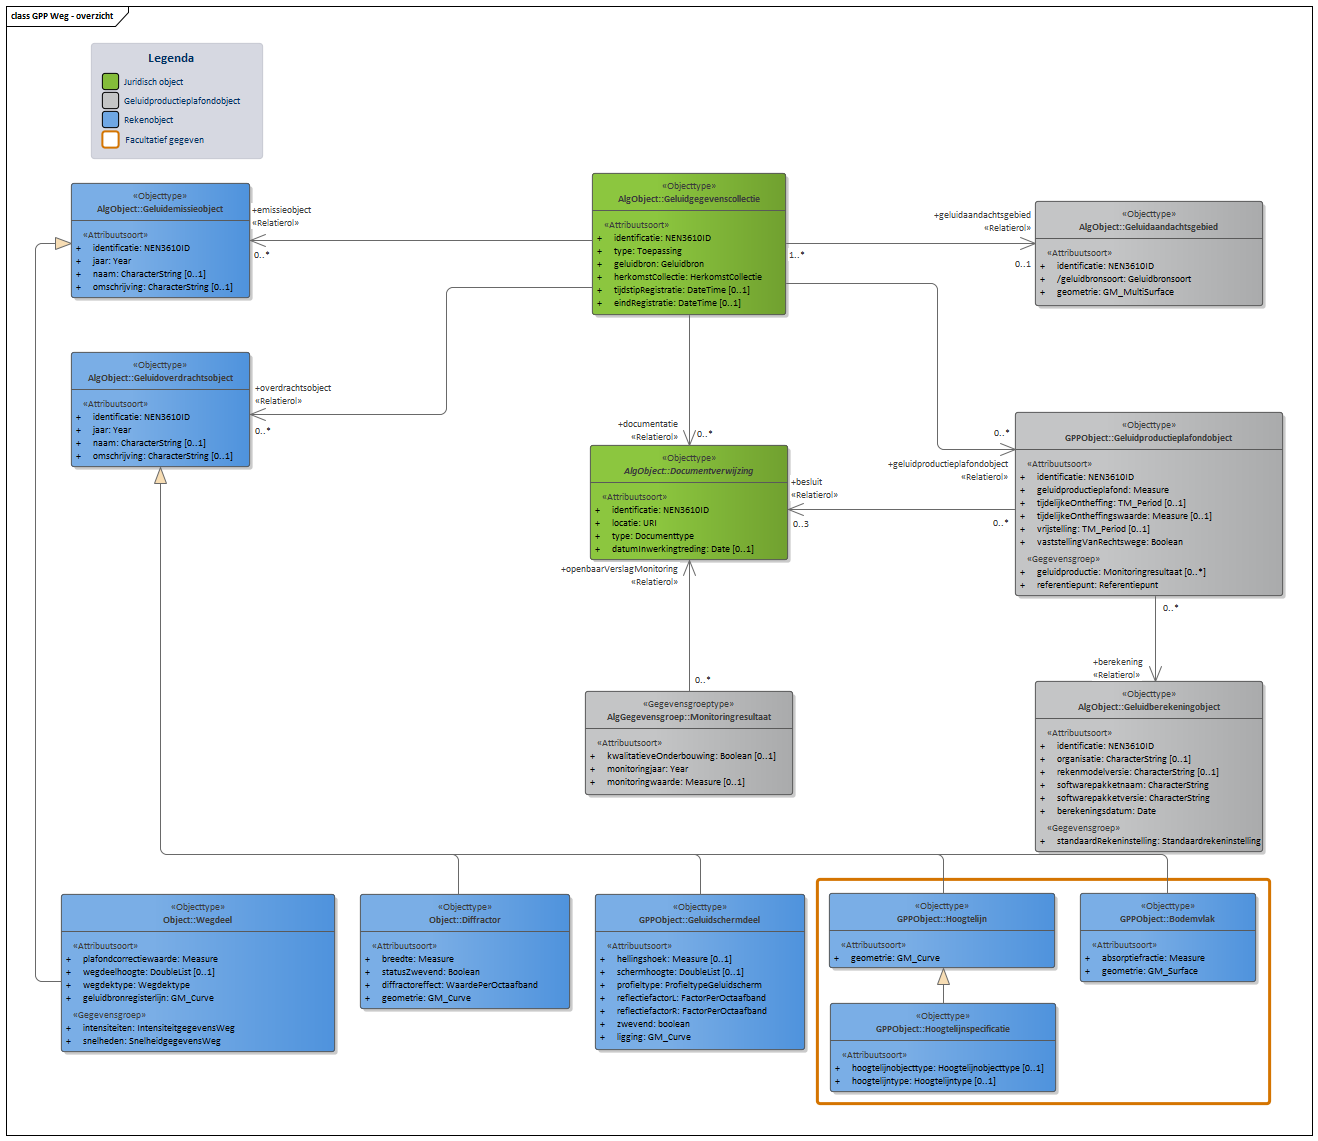 class GPP Weg - overzicht
Legenda
Juridisch object
Geluidproductieplafondobject
Rekenobject
Facultatief gegeven
«Objecttype»
AlgObject::Geluidemissieobject
«Attribuutsoort»
+ identificatie: NEN3610ID
+ jaar: Year
+ naam: CharacterString [0..1]
+ omschrijving: CharacterString [0..1]
+emissieobject
«Relatierol»
0..*
«Objecttype»
AlgObject::Geluidgegevenscollectie
«Attribuutsoort»
+ identificatie: NEN3610ID
+ type: Toepassing
+ geluidbron: Geluidbron
+ herkomstCollectie: HerkomstCollectie
+ tijdstipRegistratie: DateTime [0..1]
+ eindRegistratie: DateTime [0..1]
+geluidaandachtsgebied
«Relatierol»
1..*
0..1
«Objecttype»
AlgObject::Geluidaandachtsgebied
«Attribuutsoort»
+ identificatie: NEN3610ID
+ /geluidbronsoort: Geluidbronsoort
+ geometrie: GM_MultiSurface
«Objecttype»
AlgObject::Geluidoverdrachtsobject
«Attribuutsoort»
+ identificatie: NEN3610ID
+ jaar: Year
+ naam: CharacterString [0..1]
+ omschrijving: CharacterString [0..1]
+overdrachtsobject
«Relatierol»
0..*
+documentatie
«Relatierol»
0..*
«Objecttype»
AlgObject::Documentverwijzing
«Attribuutsoort»
+ identificatie: NEN3610ID
+ locatie: URI
+ type: Documenttype
+ datumInwerkingtreding: Date [0..1]
+besluit
«Relatierol»
0..3
0..*
+geluidproductieplafondobject
«Relatierol»
0..*
«Objecttype»
GPPObject::Geluidproductieplafondobject
«Attribuutsoort»
+ identificatie: NEN3610ID
+ geluidproductieplafond: Measure
+ tijdelijkeOntheffing: TM_Period [0..1]
+ tijdelijkeOntheffingswaarde: Measure [0..1]
+ vrijstelling: TM_Period [0..1]
+ vaststellingVanRechtswege: Boolean
«Gegevensgroep»
+ geluidproductie: Monitoringresultaat [0..*]
+ referentiepunt: Referentiepunt
0..*
+openbaarVerslagMonitoring
«Relatierol»
0..*
«Gegevensgroeptype»
AlgGegevensgroep::Monitoringresultaat
«Attribuutsoort»
+ kwalitatieveOnderbouwing: Boolean [0..1]
+ monitoringjaar: Year
+ monitoringwaarde: Measure [0..1]
+berekening
«Relatierol»
«Objecttype»
AlgObject::Geluidberekeningobject
«Attribuutsoort»
+ identificatie: NEN3610ID
+ organisatie: CharacterString [0..1]
+ rekenmodelversie: CharacterString [0..1]
+ softwarepakketnaam: CharacterString
+ softwarepakketversie: CharacterString
+ berekeningsdatum: Date
«Gegevensgroep»
+ standaardRekeninstelling: Standaardrekeninstelling
«Objecttype»
Object::Wegdeel
«Attribuutsoort»
+ plafondcorrectiewaarde: Measure
+ wegdeelhoogte: DoubleList [0..1]
+ wegdektype: Wegdektype
+ geluidbronregisterlijn: GM_Curve
«Gegevensgroep»
+ intensiteiten: IntensiteitgegevensWeg
+ snelheden: SnelheidgegevensWeg
«Objecttype»
Object::Diffractor
«Attribuutsoort»
+ breedte: Measure
+ statusZwevend: Boolean
+ diffractoreffect: WaardePerOctaafband
+ geometrie: GM_Curve
«Objecttype»
GPPObject::Geluidschermdeel
«Attribuutsoort»
+ hellingshoek: Measure [0..1]
+ schermhoogte: DoubleList [0..1]
+ profieltype: ProfieltypeGeluidscherm
+ reflectiefactorL: FactorPerOctaafband
+ reflectiefactorR: FactorPerOctaafband
+ zwevend: boolean
+ ligging: GM_Curve
«Objecttype»
GPPObject::Hoogtelijn
«Attribuutsoort»
+ geometrie: GM_Curve
«Objecttype»
GPPObject::Bodemvlak
«Attribuutsoort»
+ absorptiefractie: Measure
+ geometrie: GM_Surface
«Objecttype»
GPPObject::Hoogtelijnspecificatie
«Attribuutsoort»
+ hoogtelijnobjecttype: Hoogtelijnobjecttype [0..1]
+ hoogtelijntype: Hoogtelijntype [0..1]